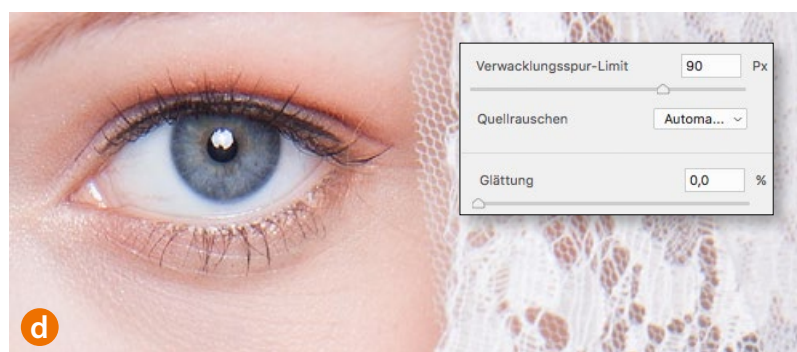 Verwacklungsspur-Limit 90 Px
Quellrauschen Automa...
Glättung 0,0 %
d